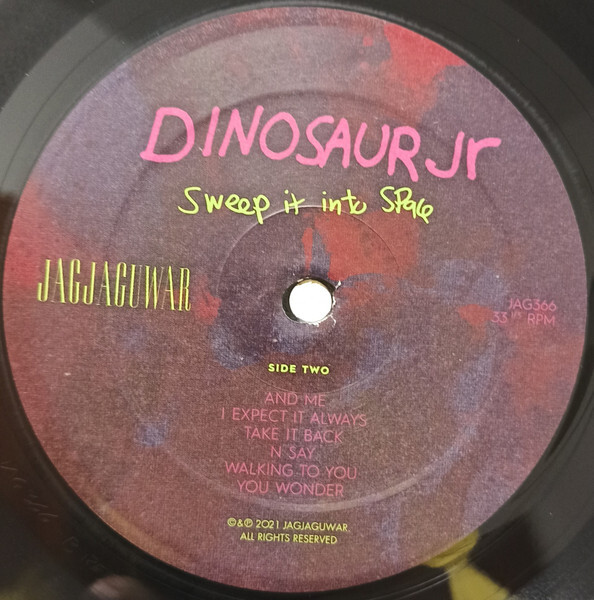 DINOSAUR Jr
Sweep it into Space
JAGJAGUWAR
JAG366
33 1/3 RPM
SIDE TWO
AND ME
I EXPECT IT ALWAYS
TAKE IT BACK
N SAY
WALKING TO YOU
YOU WONDER
©&℗ 2021 JAGJAGUWAR.
ALL RIGHTS RESERVED